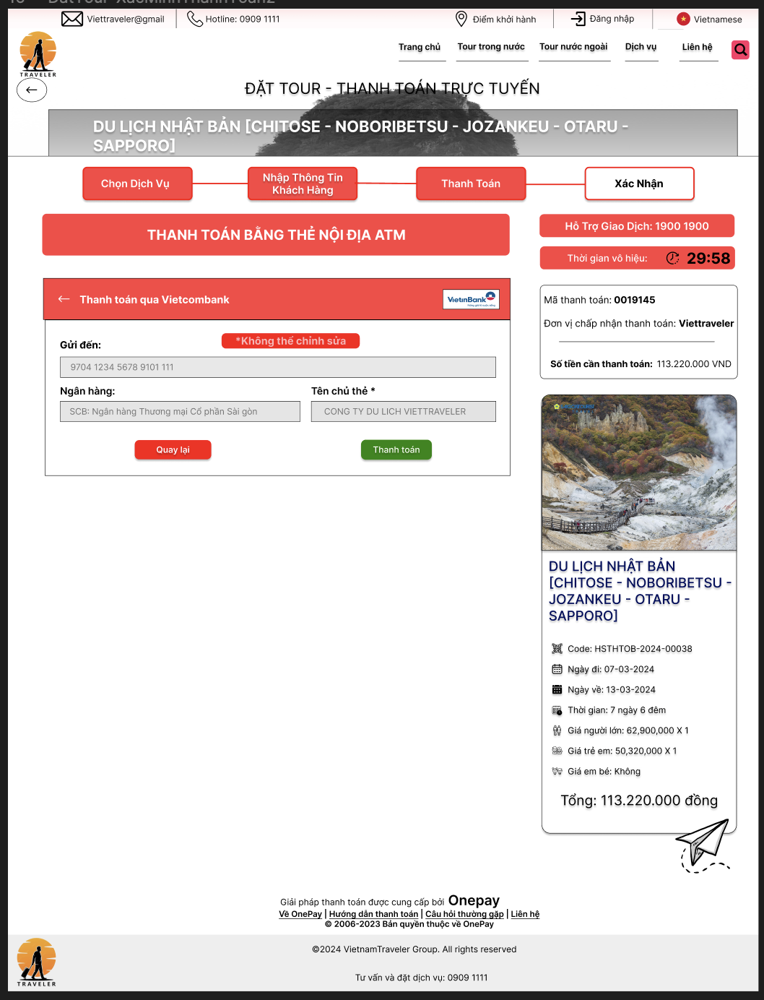 Viettraveler@gmail
Hotline: 0909 1111
Điểm khởi hành
Đăng nhập
Vietnamese
TRAVELER
Trang chủ
Tour trong nước
Tour nước ngoài
Dịch vụ
Liên hệ
ĐẶT TOUR - THANH TOÁN TRỰC TUYẾN
DU LỊCH NHẬT BẢN [CHITOSE - NOBORIBETSU - JOZANKEU - OTARU -
SAPPORO]
Chọn Dịch Vụ
Nhập Thông Tin
Khách Hàng
Thanh Toán
Xác Nhận
THANH TOÁN BẰNG THẺ NỘI ĐỊA ATM
Hỗ Trợ Giao Dịch: 1900 1900
Thời gian vô hiệu:
29:58
Thanh toán qua Vietcombank
VietinBank
Mã thanh toán: 0019145
Đơn vị chấp nhận thanh toán: Viettraveler
Số tiền cần thanh toán: 113.220.000 VND
Gửi đến:
*Không thể chỉnh sửa
9704 1234 5678 9101 111
Ngân hàng:
Tên chủ thẻ *
SCB: Ngân hàng Thương mại Cổ phần Sài gòn
CONG TY DU LICH VIETTRAVELER
Quay lại
Thanh toán
DU LỊCH NHẬT BẢN
[CHITOSE - NOBORIBETSU -
JOZANKEU - OTARU -
SAPPORO]
Code: HSTHTOB-2024-00038
Ngày đi: 07-03-2024
Ngày về: 13-03-2024
Thời gian: 7 ngày 6 đêm
Giá người lớn: 62,900,000 X 1
Giá trẻ em: 50,320,000 X 1
Giá em bé: Không
Tổng: 113.220.000 đồng
Giải pháp thanh toán được cung cấp bởi Onepay
Về OnePay | Hướng dẫn thanh toán | Câu hỏi thường gặp | Liên hệ
© 2006-2023 Bản quyền thuộc về OnePay
TRAVELER
©2024 VietnamTraveler Group. All rights reserved
Tư vấn và đặt dịch vụ: 0909 1111